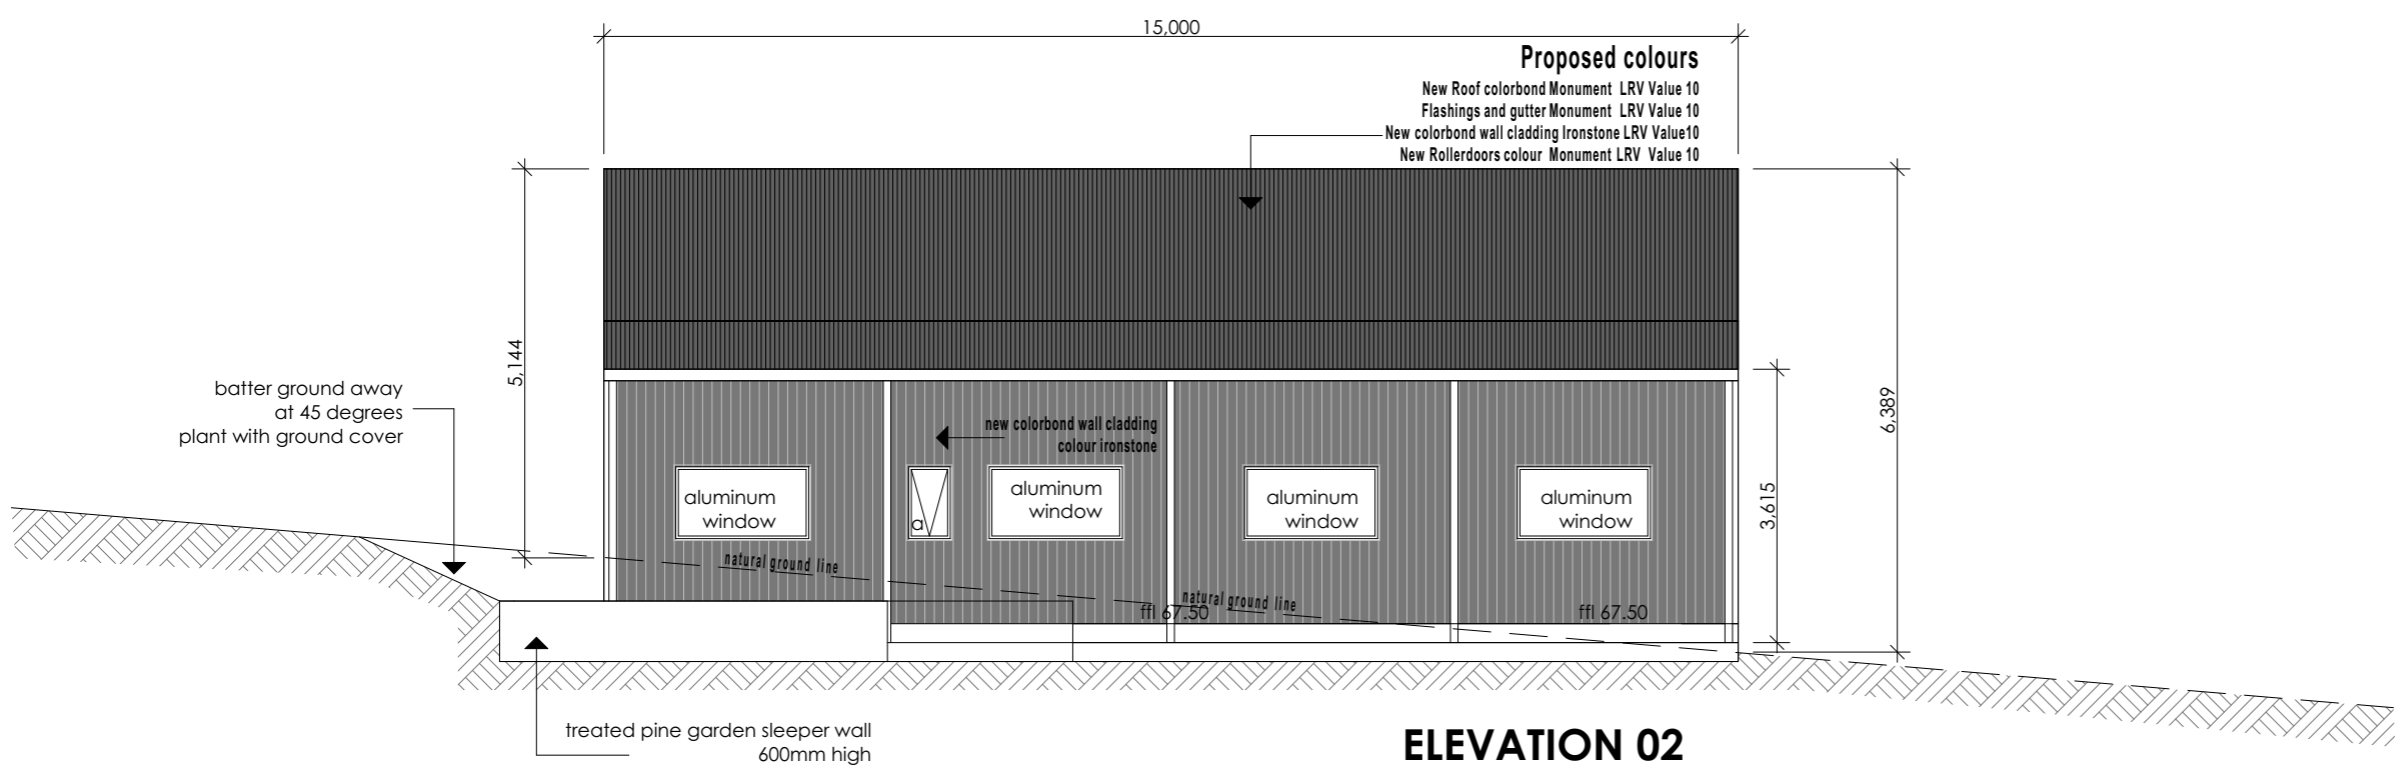 15,000
Proposed colours
New Roof colorbond Monument LRV Value 10
Flashings and gutter Monument LRV Value 10
New colorbond wall cladding Ironstone LRV Value10
New Rollerdoors colour Monument LRV Value 10
5,144
6,389
3,615
batter ground away
at 45 degrees
plant with ground cover
new colorbond wall cladding
colour ironstone
aluminum
window
a
aluminum
window
aluminum
window
aluminum
window
natural ground line
natural ground line
ffl 67.50
ffl 67.50
treated pine garden sleeper wall
600mm high
ELEVATION 02